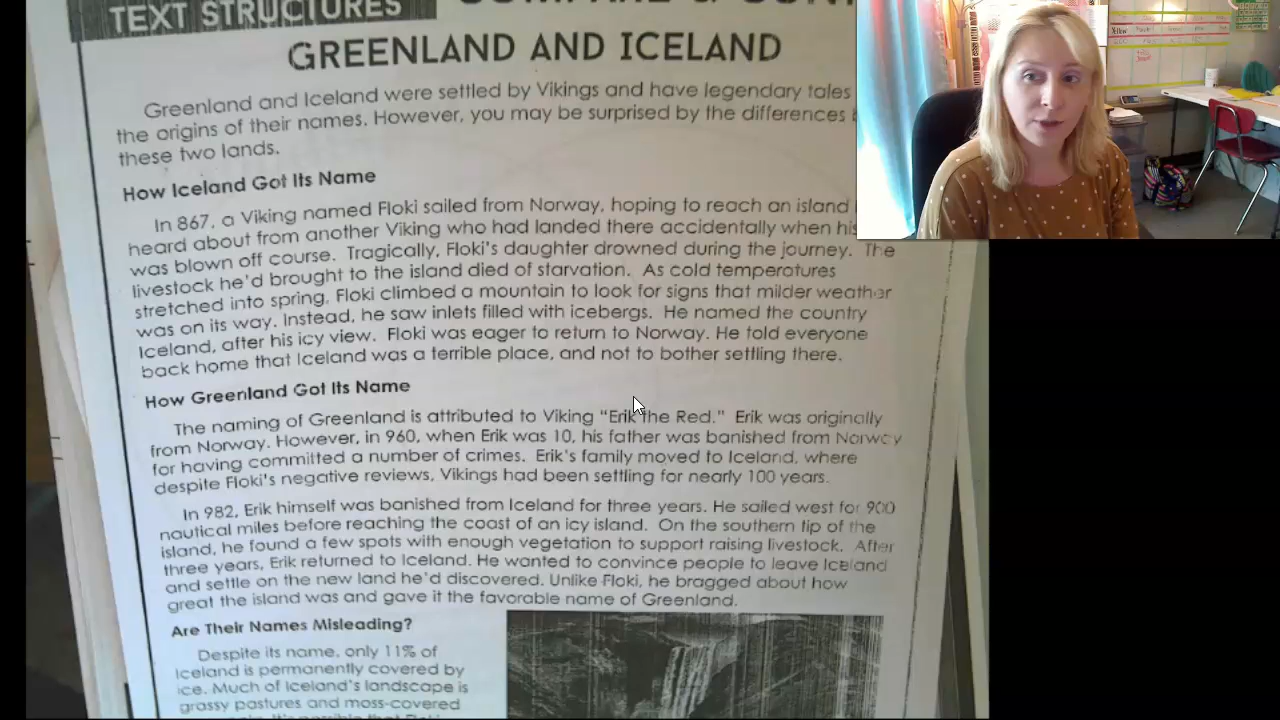 TEXT STRUCTURES
GREENLAND AND ICELAND
Greenland and Iceland were settled by Vikings and have legendary tales
the origins of their names. However, you may be surprised by the differences
these two lands.
How Iceland Got Its Name
In 867, a Viking named Floki sailed from Norway, hoping to reach an island
heard about from another Viking who had landed there accidentally when his
was blown off course. Tragically, Floki's daughter drowned during the journey. The
livestock he'd brought to the island died of starvation. As cold temperatures
stretched into spring, Floki climbed a mountain to look for signs that milder weather
was on its way. Instead, he saw inlets filled with icebergs. He named the country
Iceland, after his icy view. Floki was eager to return to Norway. He told everyone
back home that Iceland was a terrible place, and not to bother settling there.
How Greenland Got Its Name
The naming of Greenland is attributed to Viking "Erik the Red." Erik was originally
from Norway. However, in 960, when Erik was 10, his father was banished from Norway
for having committed a number of crimes. Erik's family moved to Iceland, where
despite Floki's negative reviews, Vikings had been settling for nearly 100 years.
In 982, Erik himself was banished from Iceland for three years. He sailed west for 900
nautical miles before reaching the coast of an icy island. On the southern tip of the
island, he found a few spots with enough vegetation to support raising livestock. After
three years, Erik returned to Iceland. He wanted to convince people to leave Iceland
and settle on the new land he'd discovered. Unlike Floki, he bragged about how
great the island was and gave it the favorable name of Greenland.
Are Their Names Misleading?
Despite its name, only 11% of
Iceland is permanently covered by
ice. Much of Iceland's landscape is
grassy pastures and moss-covered